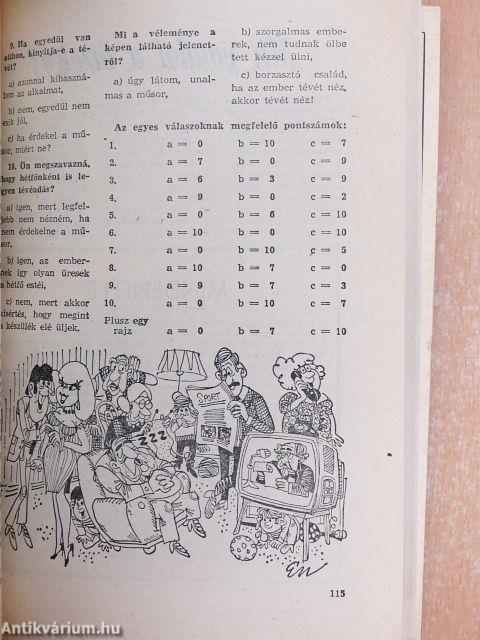 9. Ha egyedül van
otthon, kinyitja-e a té-
vét?
a) azonnal kihaszná-
lom az alkalmat,
b) nem, egyedül nem
esik jól,
c) ha érdekel a mű-
sor, miért ne?
10. Ön megszavazná,
hogy hétfőnként is le-
gyen tévéadás?
a) igen, mert legfel-
jebb nem nézném, ha
nem érdekelne a mű-
sor,
b) igen, az ember-
nek így olyan üresek
a hétfő estéi,
c) nem, mert akkor
kísértés, hogy megint
a készülék elé üljek.
Mi a véleménye a
képen látható jelenet-
ről?
a) úgy látom, unal-
mas a műsor,
b) szorgalmas embe-
rek, nem tudnak ölbe
tett kézzel ülni,
c) borzasztó család,
ha az ember tévét néz,
akkor tévét néz!
Az egyes válaszoknak megfelelő pontszámok:
1. a = 0 b = 10 c = 7
2. a = 7 b = 0 c = 9
3. a = 6 b = 3 c = 9
4. a = 9 b = 0 c = 2
5. a = 0 b = 6 c = 10
6. a = 10 b = 0 c = 10
7. a = 0 b = 10 c = 5
8. a = 10 b = 7 c = 0
9. a = 9 b = 7 c = 3
10. a = 0 b = 10 c = 7
Plusz egy
rajz a = 0 b = 7 c = 10
SPORT
ZZZ
115
Antikvárium.hu